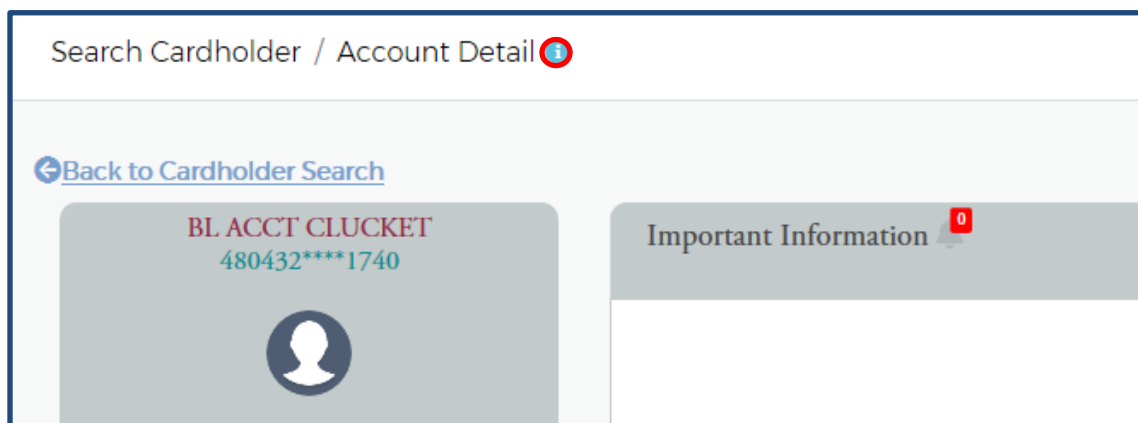 Search Cardholder / Account Detail i
Back to Cardholder Search
BL ACCT CLUCKET
480432****1740
Important Information 0